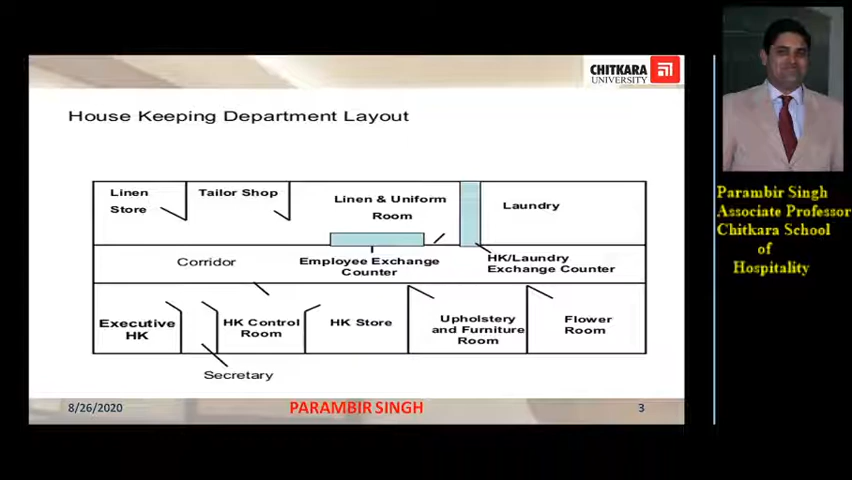 CHITKARA
UNIVERSITY
House Keeping Department Layout
Linen
Store
Tailor Shop
Linen & Uniform
Room
Laundry
Corridor
Employee Exchange
Counter
HK/Laundry
Exchange Counter
Executive
HK
HK Control
Room
HK Store
Upholstery
and Furniture
Room
Flower
Room
Secretary
8/26/2020
PARAMBIR SINGH
3
Parambir Singh
Associate Professor
Chitkara School
of
Hospitality